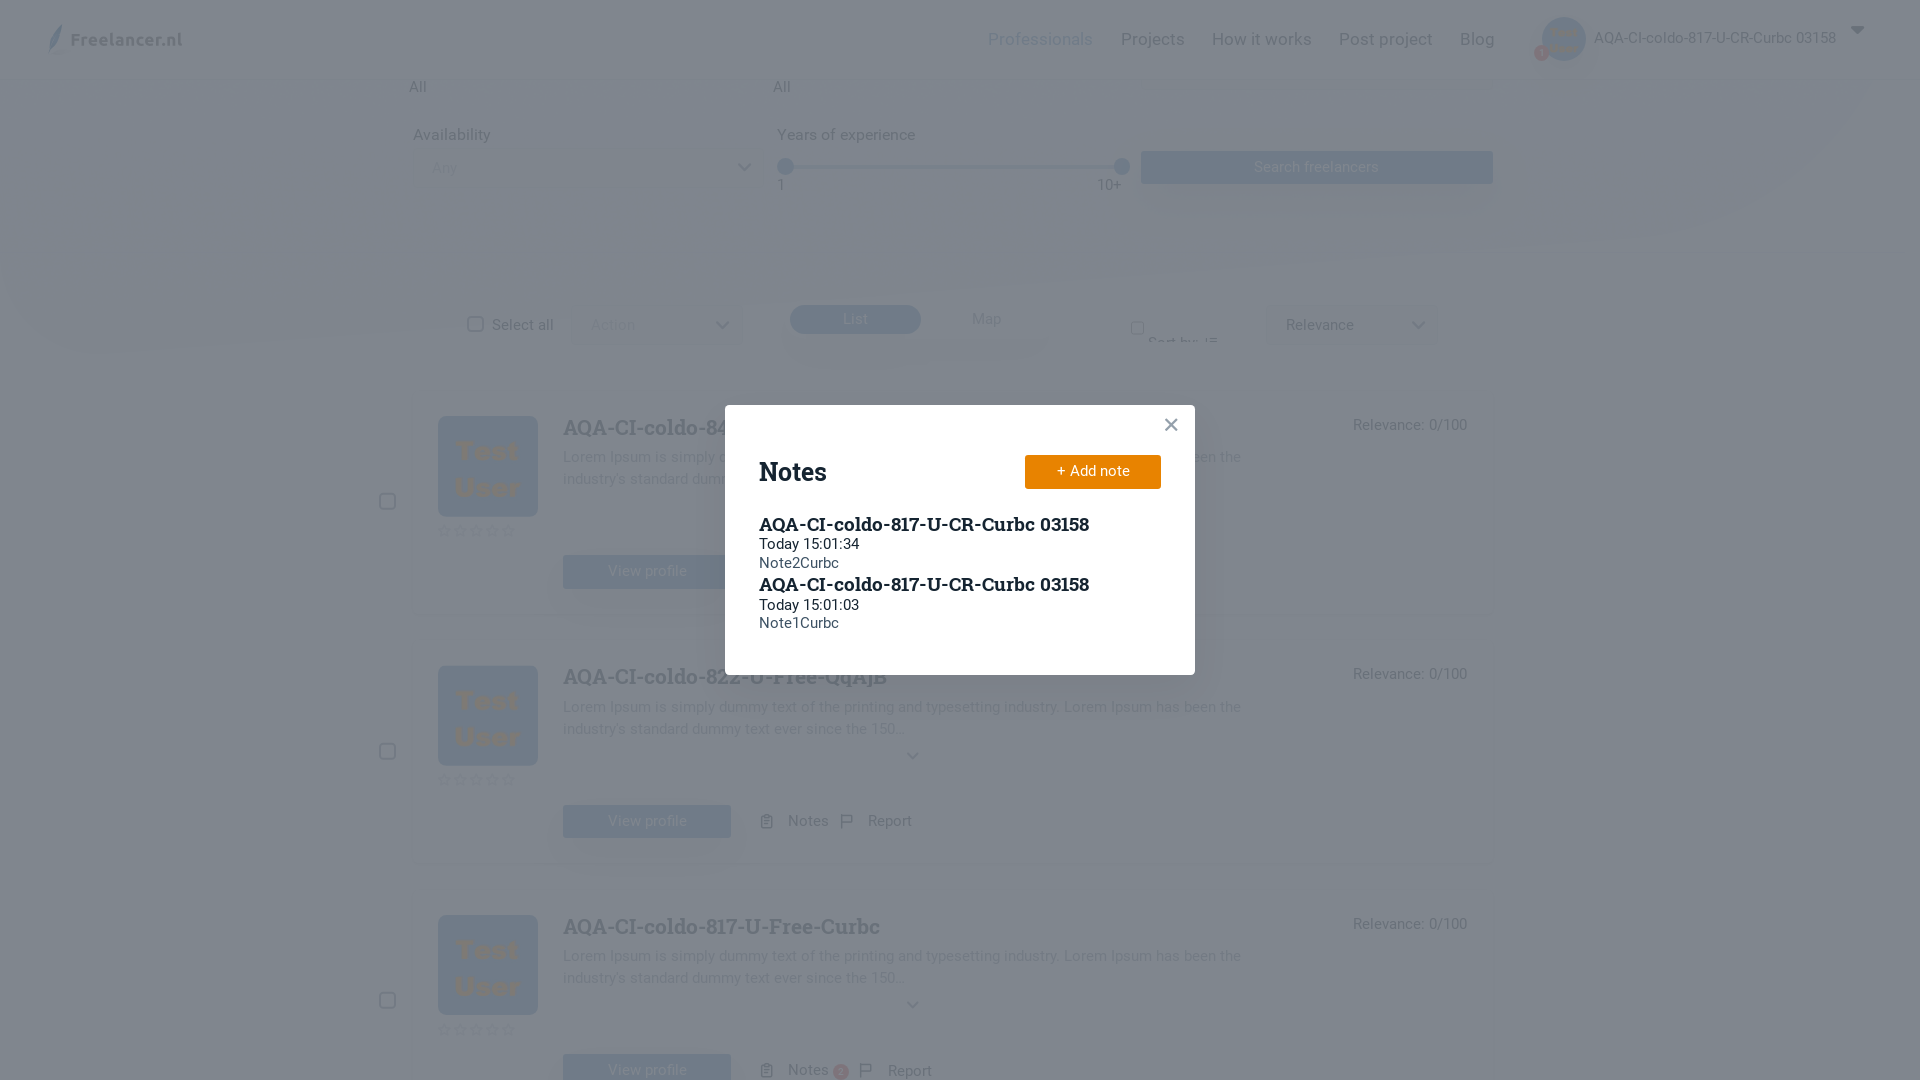 Freelancer.nl
Professionals
Projects
How it works
Post project
Blog
AQA-CI-coldo-817-U-CR-Curbc 03158
All
All
Availability
Years of experience
Any
Search freelancers
1
10+
Select all
Action
List
Map
Relevance
AQA-CI-coldo-84
Relevance: 0/100
Lorem Ipsum is simply
en the
industry's standard
Test
User
View profile
Notes
+ Add note
AQA-CI-coldo-817-U-CR-Curbc 03158
Today 15:01:34
Note2Curbc
AQA-CI-coldo-817-U-CR-Curbc 03158
Today 15:01:03
Note1Curbc
AQA-CI-coldo-822-U-Free-QqAjB
Relevance: 0/100
Lorem Ipsum is simply dummy text of the printing and typesetting industry. Lorem Ipsum has been the
industry's standard dummy text ever since the 150...
Test
User
View profile
Notes
Report
AQA-CI-coldo-817-U-Free-Curbc
Relevance: 0/100
Lorem Ipsum is simply dummy text of the printing and typesetting industry. Lorem Ipsum has been the
industry's standard dummy text ever since the 150...
Test
User
View profile
Notes
2
Report